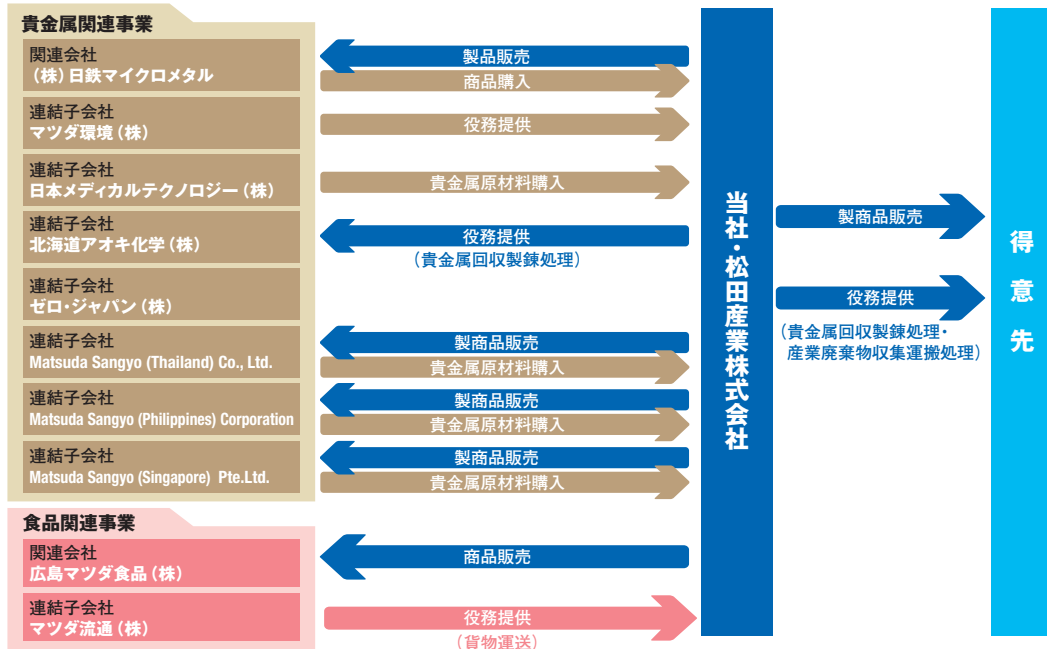 貴金属関連事業
関連会社
(株)日鉄マイクロメタル
製品販売
商品購入
連結子会社
マツダ環境(株)
役務提供
連結子会社
日本メディカルテクノロジー(株)
貴金属原材料購入
連結子会社
北海道アオキ化学(株)
役務提供
(貴金属回収製錬処理)
連結子会社
ゼロ・ジャパン(株)
連結子会社
Matsuda Sangyo (Thailand) Co., Ltd.
製商品販売
貴金属原材料購入
連結子会社
Matsuda Sangyo (Philippines) Corporation
製商品販売
貴金属原材料購入
連結子会社
Matsuda Sangyo (Singapore) Pte.Ltd.
製商品販売
貴金属原材料購入
食品関連事業
関連会社
広島マツダ食品(株)
商品販売
連結子会社
マツダ流通(株)
役務提供
(貨物運送)
当社・松田産業株式会社
製商品販売
役務提供
(貴金属回収製錬処理・
産業廃棄物収集運搬処理)
得意先